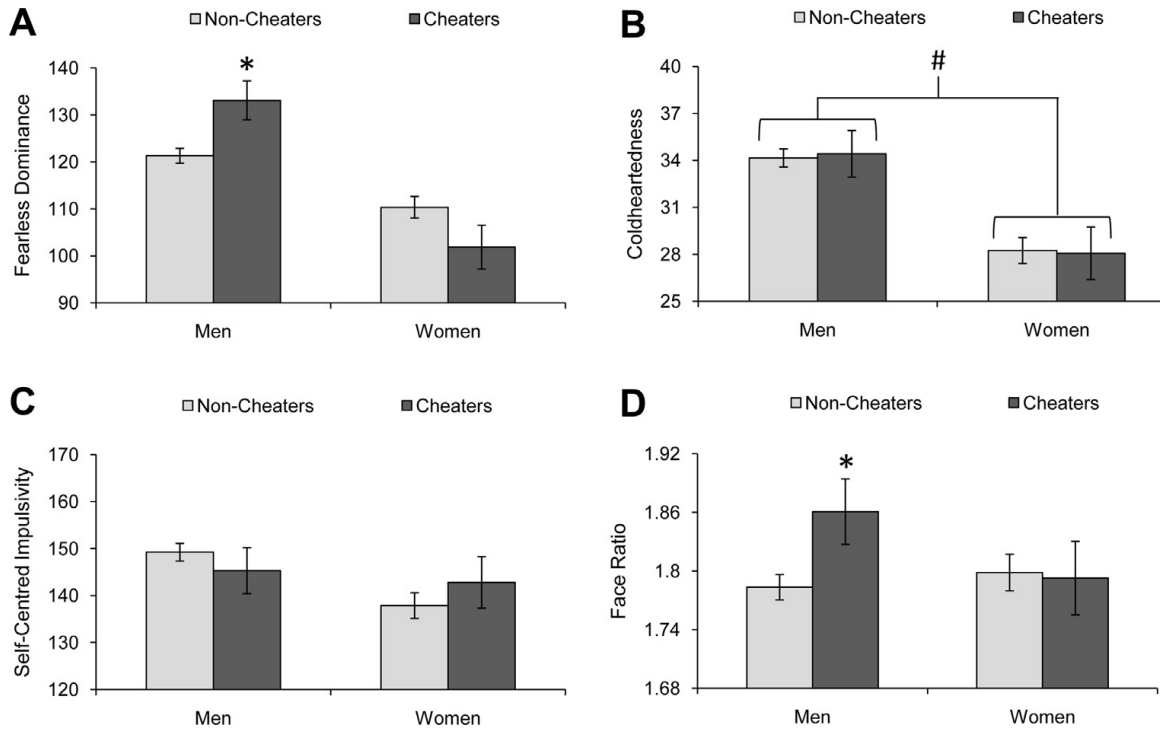 A
Non-Cheaters Cheaters
*
Fearless Dominance
140
130
120
110
100
90
Men Women
B
Non-Cheaters Cheaters
#
Coldheartedness
40
37
34
31
28
25
Men Women
C
Non-Cheaters Cheaters
Self-Centred Impulsivity
170
160
150
140
130
120
Men Women
D
Non-Cheaters Cheaters
*
Face Ratio
1.92
1.86
1.8
1.74
1.68
Men Women